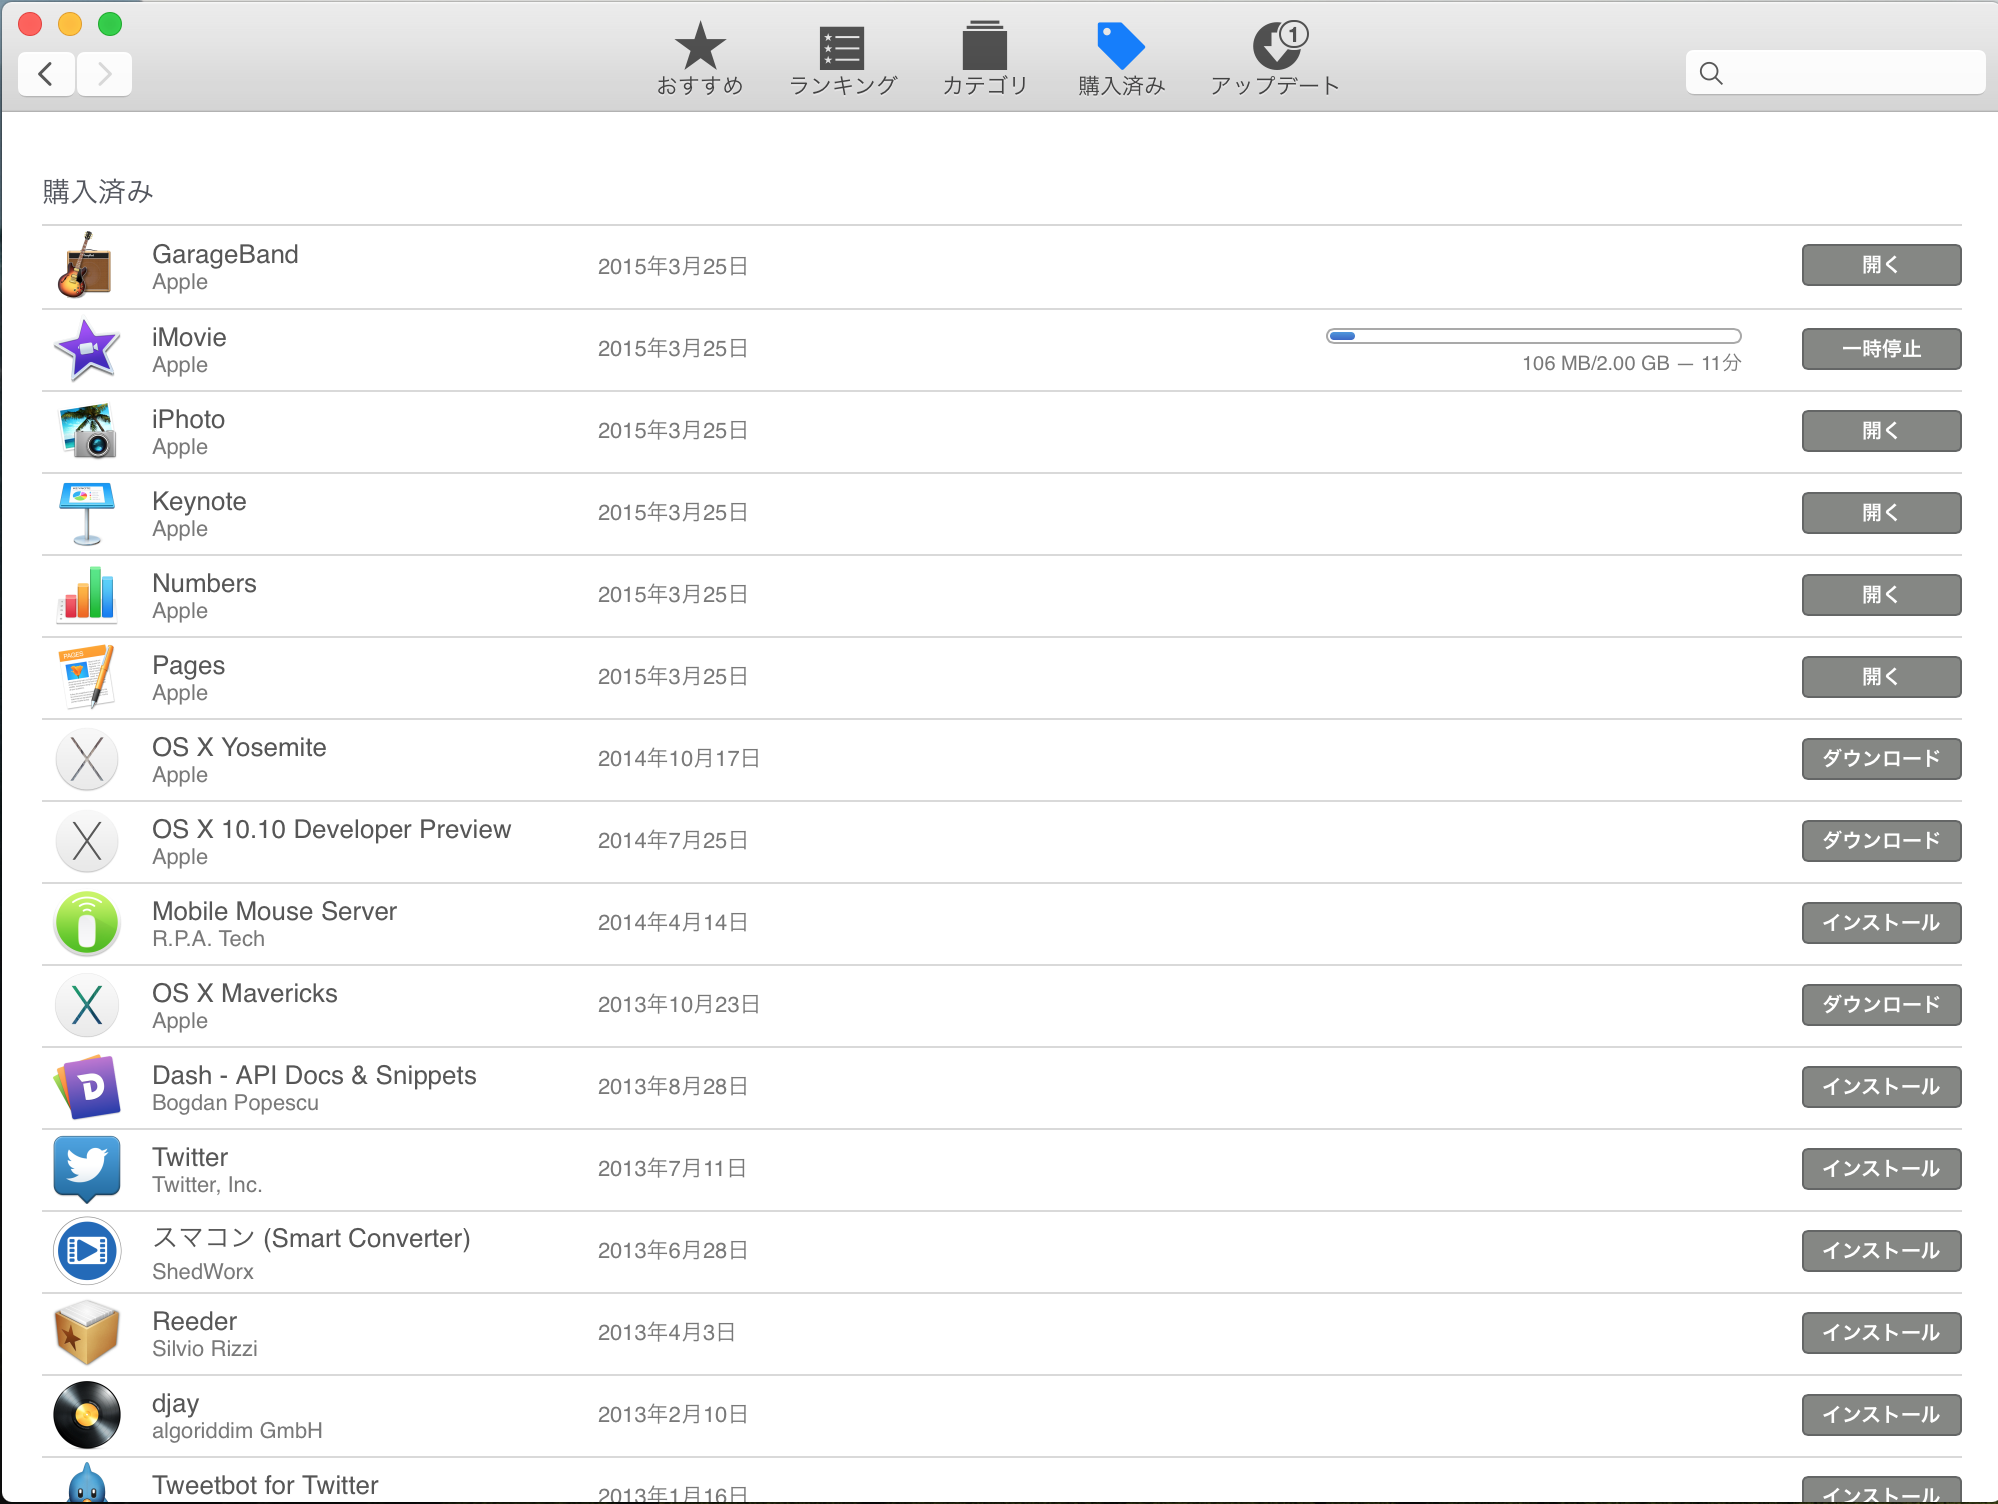 1
おすすめ ランキング カテゴリ 購入済み アップデート
購入済み
GarageBand
Apple
2015年3月25日
開く
iMovie
Apple
2015年3月25日
106 MB/2.00 GB — 11分
一時停止
iPhoto
Apple
2015年3月25日
開く
Keynote
Apple
2015年3月25日
開く
Numbers
Apple
2015年3月25日
開く
PAGES
Pages
Apple
2015年3月25日
開く
OS X Yosemite
Apple
2014年10月17日
ダウンロード
OS X 10.10 Developer Preview
Apple
2014年7月25日
ダウンロード
Mobile Mouse Server
R.P.A. Tech
2014年4月14日
インストール
OS X Mavericks
Apple
2013年10月23日
ダウンロード
D
Dash - API Docs & Snippets
Bogdan Popescu
2013年8月28日
インストール
Twitter
Twitter, Inc.
2013年7月11日
インストール
スマコン (Smart Converter)
ShedWorx
2013年6月28日
インストール
Reeder
Silvio Rizzi
2013年4月3日
インストール
djay
algoriddim GmbH
2013年2月10日
インストール
Tweetbot for Twitter
2013年1月16日
インストール